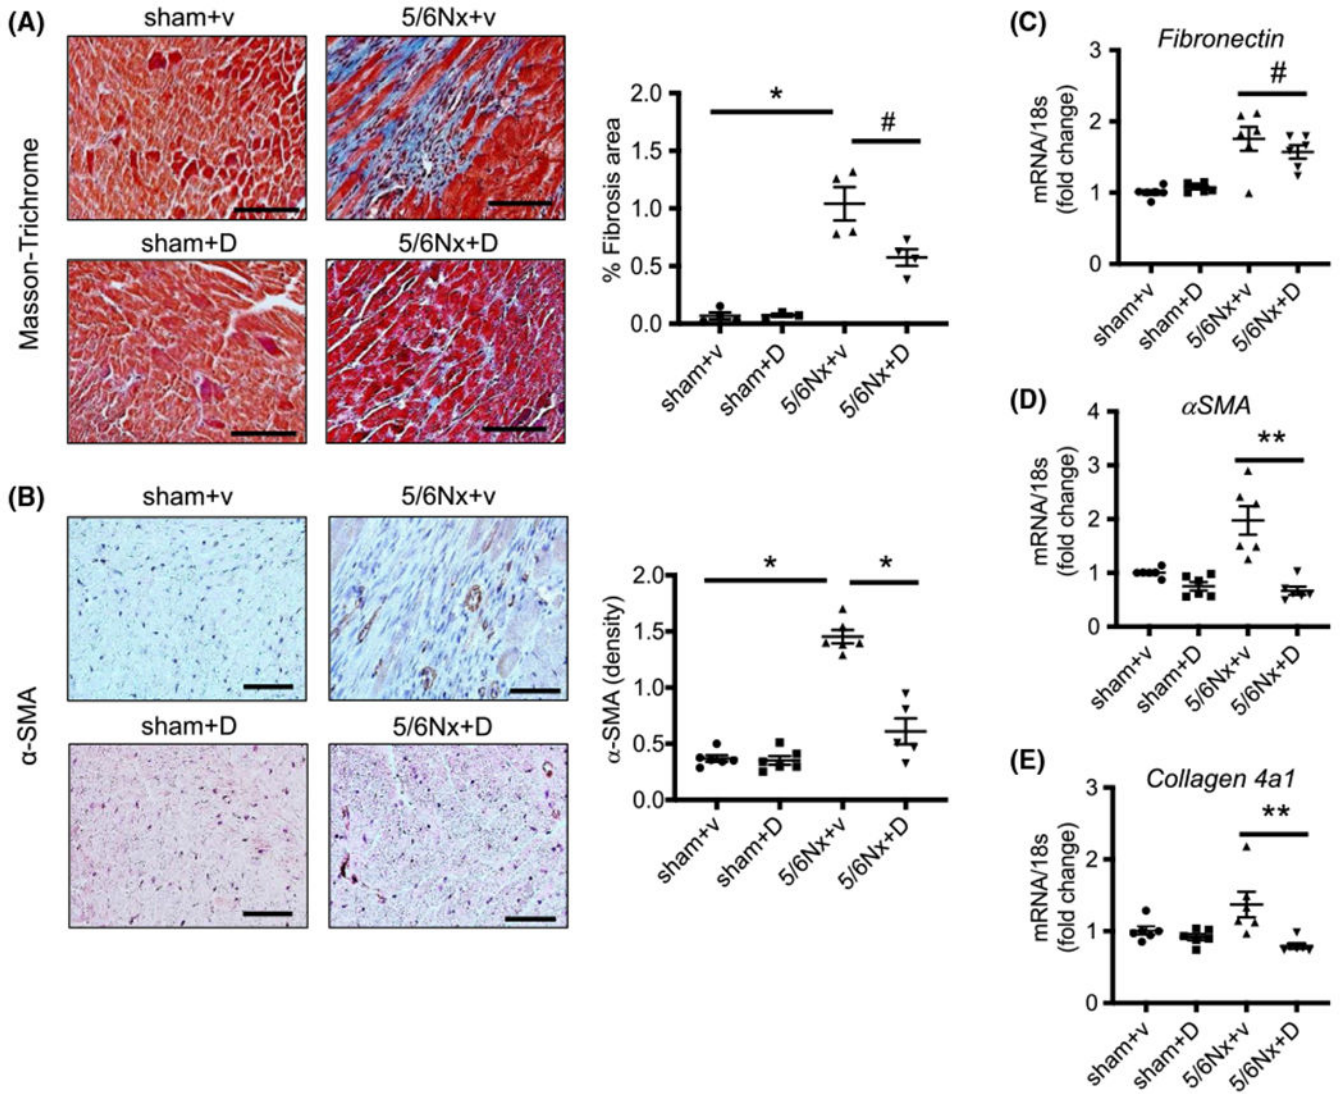 (A)
sham+v
5/6Nx+v
sham+D
5/6Nx+D
Masson-Trichrome
% Fibrosis area
2.0
1.5
1.0
0.5
0.0
*
#
sham+v
sham+D
5/6Nx+v
5/6Nx+D
(B)
sham+v
5/6Nx+v
sham+D
5/6Nx+D
α-SMA
α-SMA (density)
2.0
1.5
1.0
0.5
0.0
*
*
sham+v
sham+D
5/6Nx+v
5/6Nx+D
(C)
Fibronectin
mRNA/18s
(fold change)
3
2
1
0
#
sham+v
sham+D
5/6Nx+v
5/6Nx+D
(D)
αSMA
mRNA/18s
(fold change)
4
3
2
1
0
**
sham+v
sham+D
5/6Nx+v
5/6Nx+D
(E)
Collagen 4a1
mRNA/18s
(fold change)
3
2
1
0
**
sham+v
sham+D
5/6Nx+v
5/6Nx+D